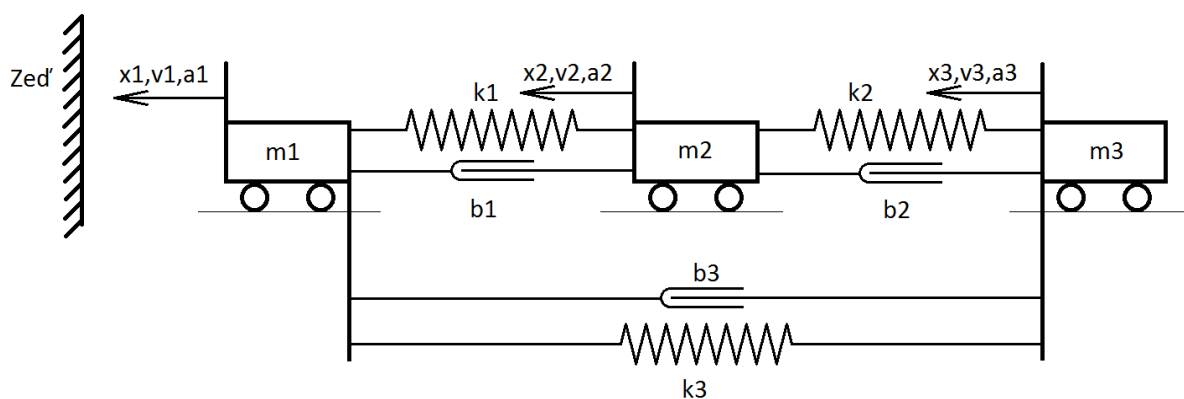 Zeď
x1,v1,a1
x2,v2,a2
x3,v3,a3
k1
k2
m1
m2
m3
b1
b2
b3
k3